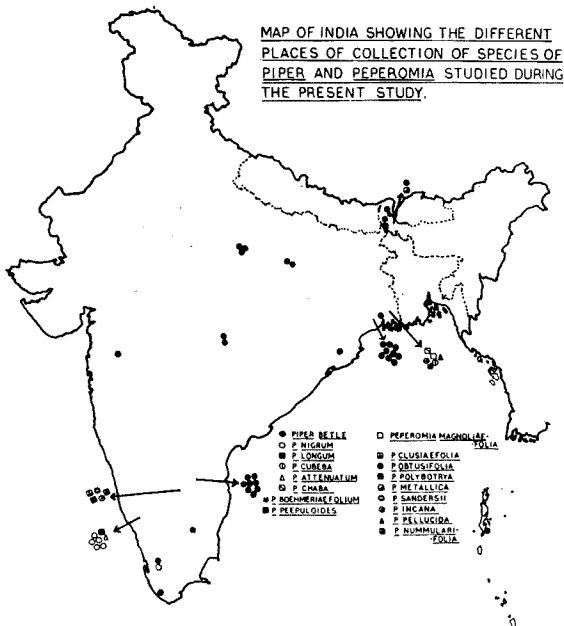 MAP OF INDIA SHOWING THE DIFFERENT
PLACES OF COLLECTION OF SPECIES OF
PIPER AND PEPEROMIA STUDIED DURING
THE PRESENT STUDY.
PIPER BETLE
P NIGRUM
P LONGUM
P CUBEBA
P ATTENUATUM
P CHABA
P BOEHMERIAEFOLIUM
P PEEPULOIDES
PEPEROMIA MAGNOLIAE-
FOLIA
P CLUSIAEFOLIA
P OBTUSIFOLIA
P POLYBOTRYA
P METALLICA
P SANDERSII
P INCANA
P PELLUCIDA
P NUMMULARI-
FOLIA